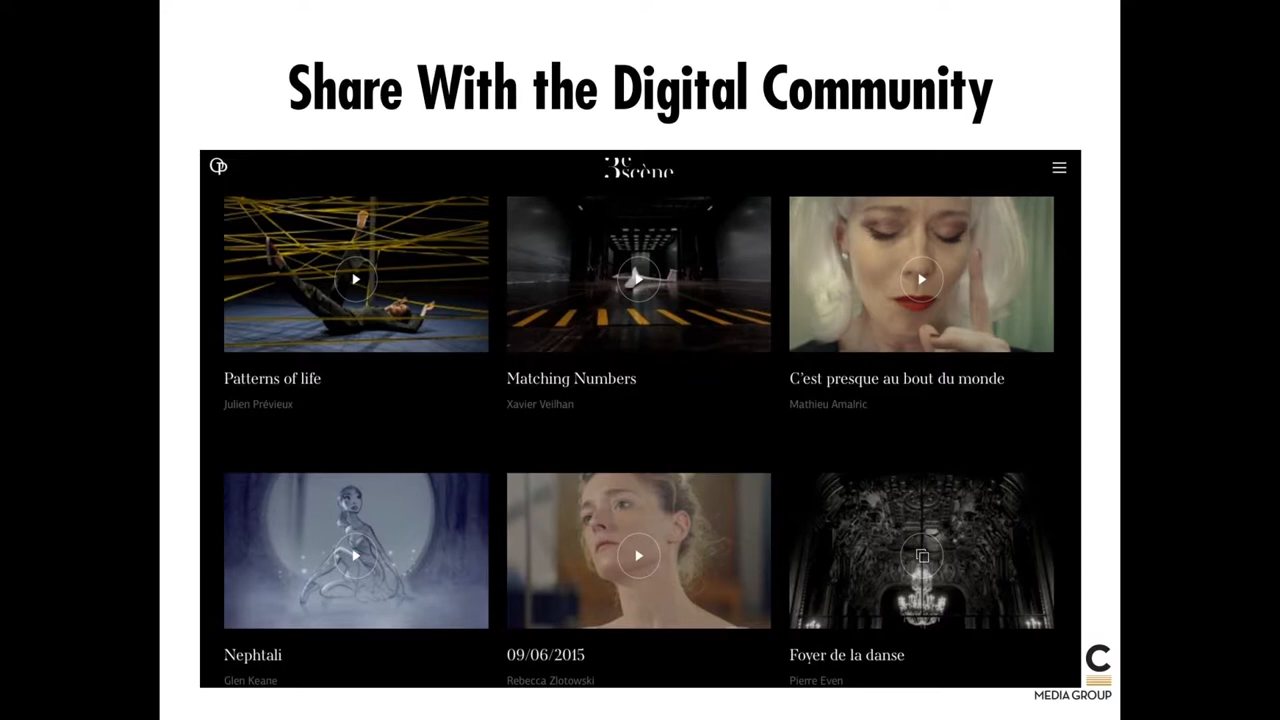 Share With the Digital Community
3e
scène
Patterns of life
Julien Prévieux
Matching Numbers
Xavier Veilhan
C'est presque au bout du monde
Mathieu Amalric
Nephtali
Glen Keane
09/06/2015
Rebecca Zlotowski
Foyer de la danse
Pierre Even
C
MEDIA GROUP